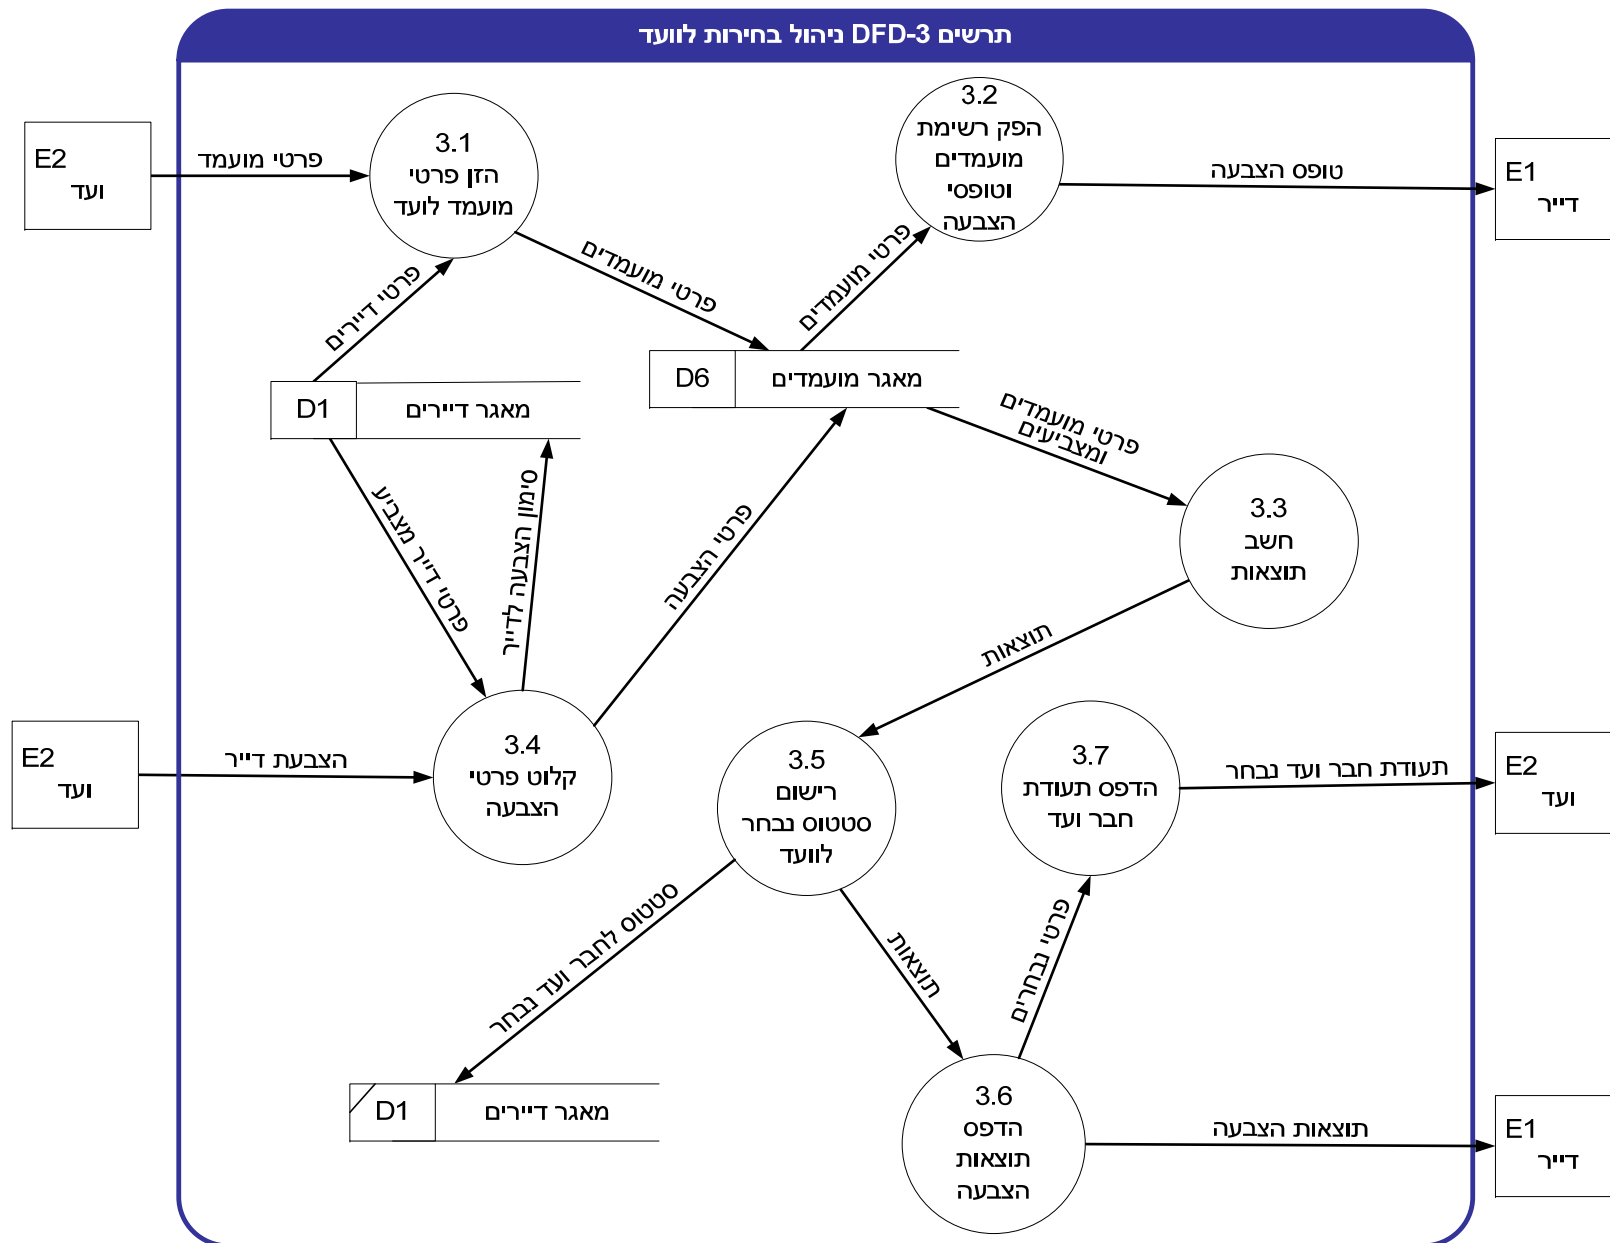 תרשים DFD-3 ניהול בחירות לוועד
E2
ועד
פרטי מועמד
3.1
הזן פרטי
מועמד לועד
3.2
הפק רשימת
מועמדים
וטופסי
הצבעה
טופס הצבעה
E1
דייר
פרטי דיירים
פרטי מועמדים
פרטי מועמדים
D1
מאגר דיירים
D6
מאגר מועמדים
פרטי מועמדים
ומצביעים
3.3
חשב
תוצאות
פרטי דייר מצביע
סימון הצבעה לדייר
פרטי הצבעה
תוצאות
E2
ועד
הצבעת דייר
3.4
קלוט פרטי
הצבעה
3.5
רישום
סטטוס נבחר
לוועד
3.7
הדפס תעודת
חבר ועד
תעודת חבר ועד נבחר
E2
ועד
סטטוס לחבר ועד נבחר
תוצאות
פרטי נבחרים
D1
מאגר דיירים
3.6
הדפס
תוצאות
הצבעה
תוצאות הצבעה
E1
דייר